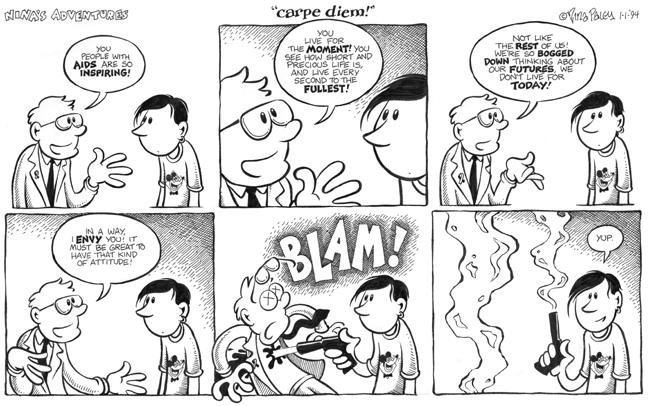 NINA'S ADVENTURES
"carpe diem!"
©Nina Paley 1·1·94
YOU
PEOPLE WITH
AIDS ARE SO
INSPIRING!
YOU
LIVE FOR
THE MOMENT! YOU
SEE HOW SHORT AND
PRECIOUS LIFE IS,
AND LIVE EVERY
SECOND TO THE
FULLEST!
NOT LIKE
THE REST OF US!
WE'RE SO BOGGED
DOWN THINKING ABOUT
OUR FUTURES, WE
DON'T LIVE FOR
TODAY!
IN A WAY,
I ENVY YOU! IT
MUST BE GREAT TO
HAVE THAT KIND
OF ATTITUDE!
BLAM!
YUP.